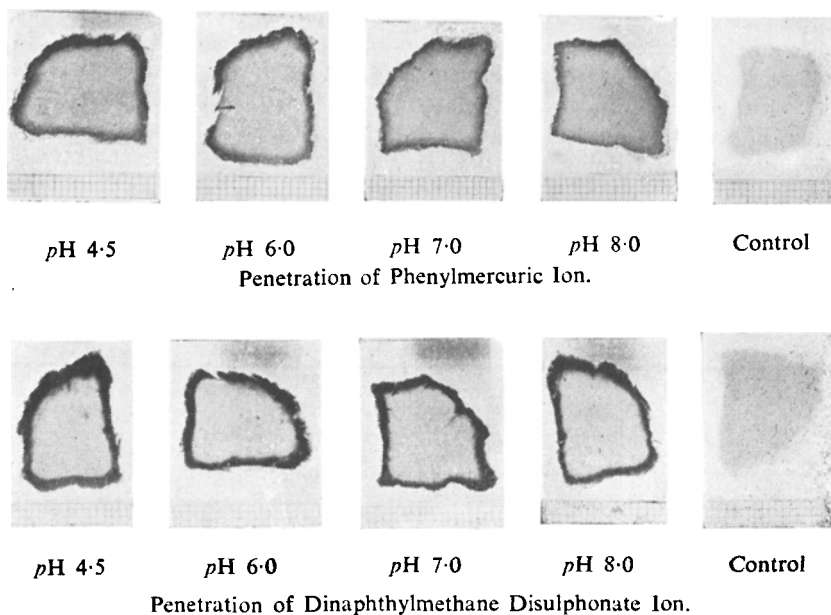 pH 4·5 pH 6·0 pH 7·0 pH 8·0 Control
Penetration of Phenylmercuric Ion.
pH 4·5 pH 6·0 pH 7·0 pH 8·0 Control
Penetration of Dinaphthylmethane Disulphonate Ion.